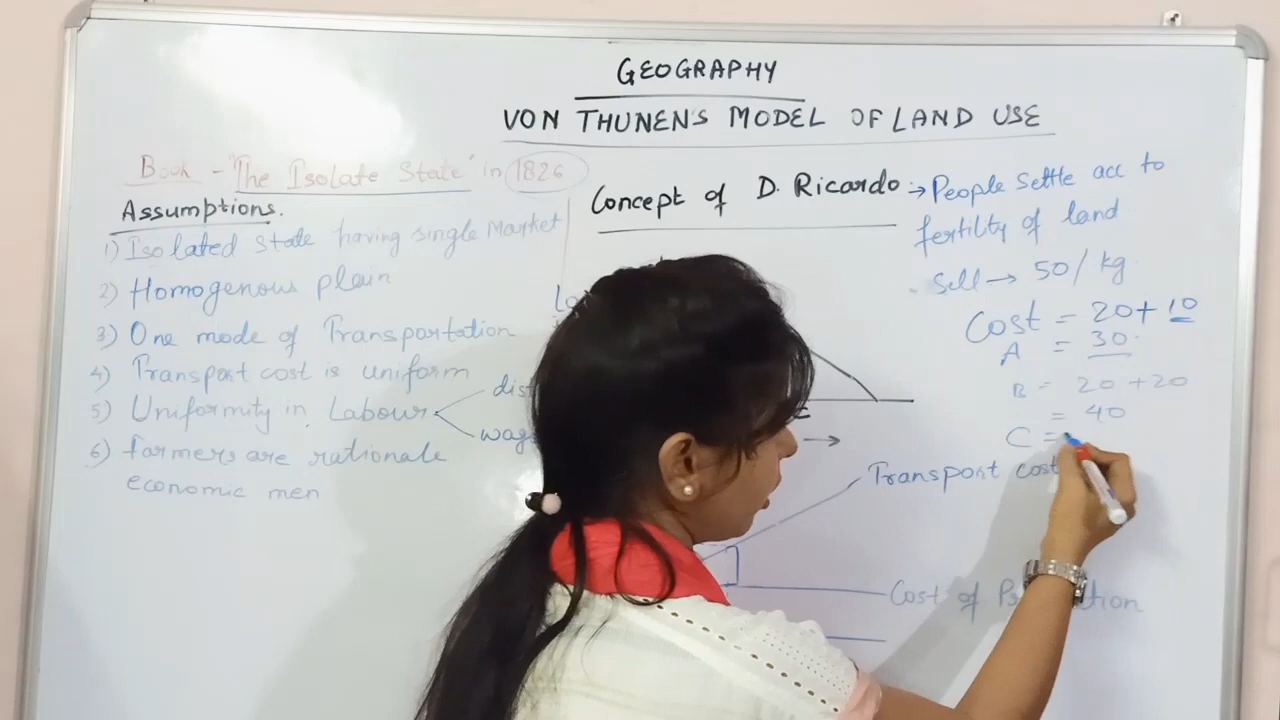 GEOGRAPHY
VON THUNEN'S MODEL OF LAND USE
Book - "The Isolate State" in 1826
Assumptions.
1) Isolated State having single Market
2) Homogenous plain
3) One mode of Transportation
4) Transport cost is uniform
5) Uniformity in Labour
6) farmers are rationale
economic men
Concept of D. Ricardo :→ People Settle acc to
fertility of land
Sell → 50/kg
Cost = 20+10
A = 30
B = 20 +20
= 40
C =
Transport cost
Cost of